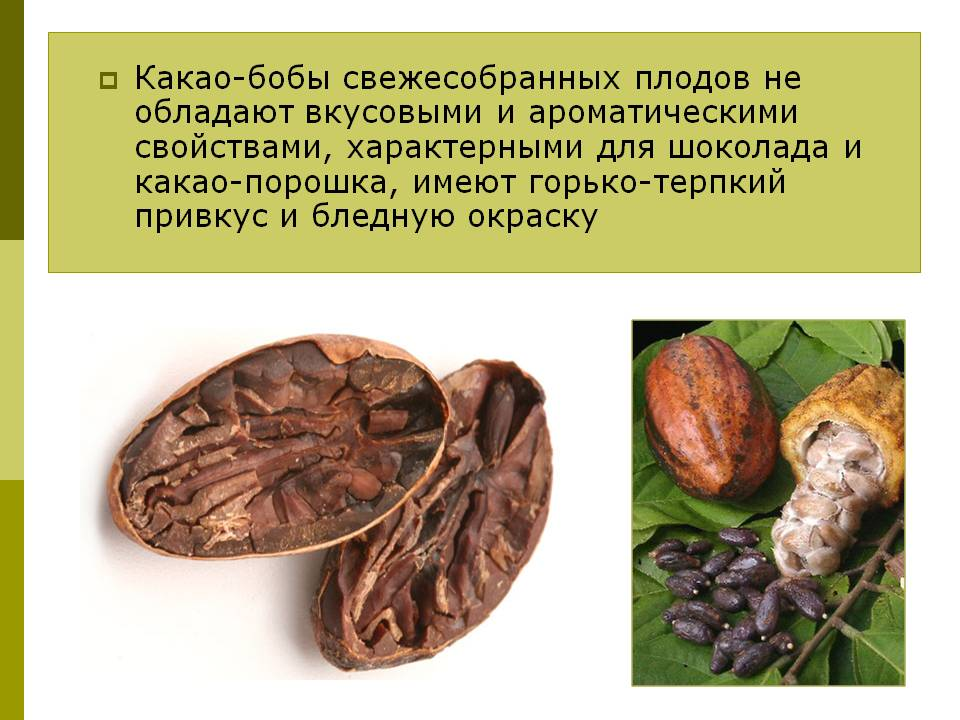 Какао-бобы свежесобранных плодов не
обладают вкусовыми и ароматическими
свойствами, характерными для шоколада и
какао-порошка, имеют горько-терпкий
привкус и бледную окраску